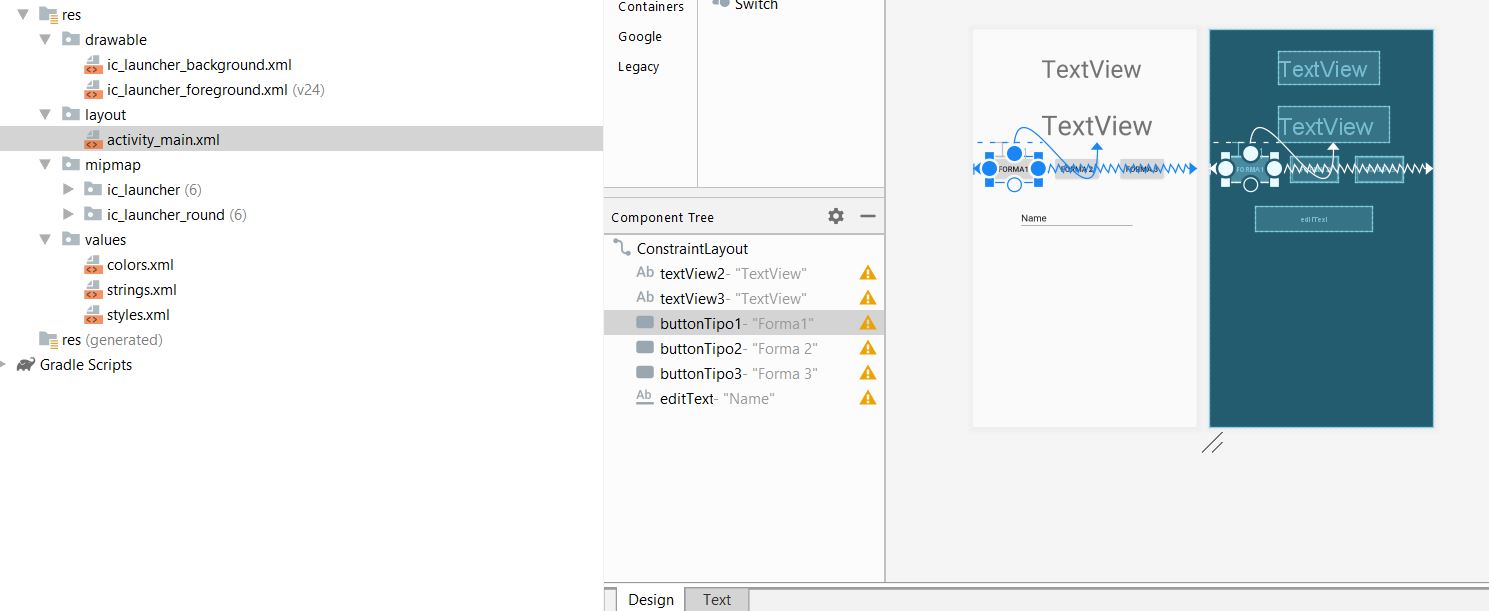 res
drawable
ic_launcher_background.xml
ic_launcher_foreground.xml (v24)
layout
activity_main.xml
mipmap
ic_launcher (6)
ic_launcher_round (6)
values
colors.xml
strings.xml
styles.xml
res (generated)
Gradle Scripts
Containers
Google
Legacy
Switch
Component Tree
ConstraintLayout
Ab textView2- "TextView"
Ab textView3- "TextView"
buttonTipo1- "Forma1"
buttonTipo2- "Forma 2"
buttonTipo3- "Forma 3"
Ab editText- "Name"
Design
Text
TextView
TextView
FORMA1
FORMA 2
FORMA 3
Name
TextView
TextView
FORMA1
editText